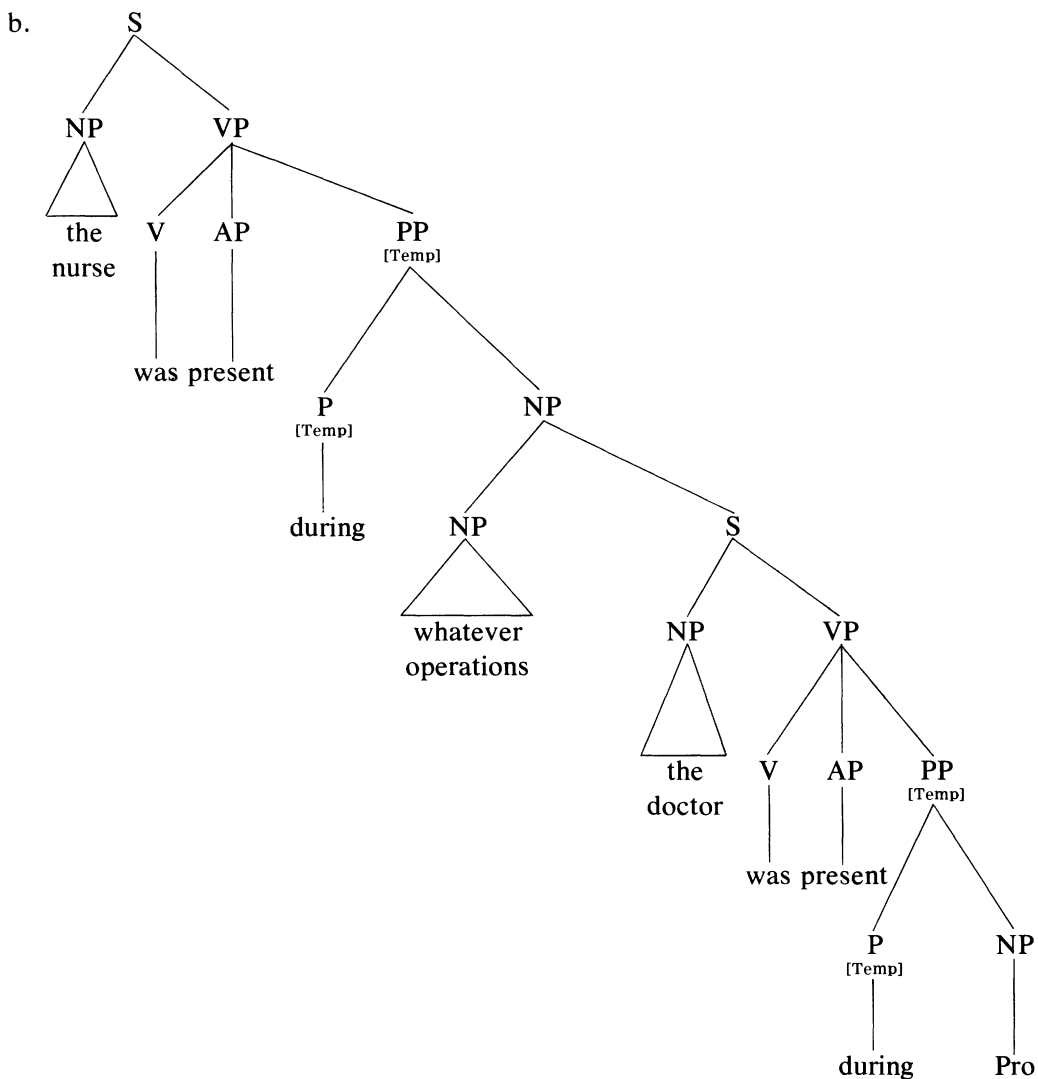 b.
S
NP VP
V AP PP
[Temp]
the
nurse
was present
P NP
[Temp]
during
NP S
whatever
operations
NP VP
the
doctor
V AP PP
[Temp]
was present
P NP
[Temp]
during Pro